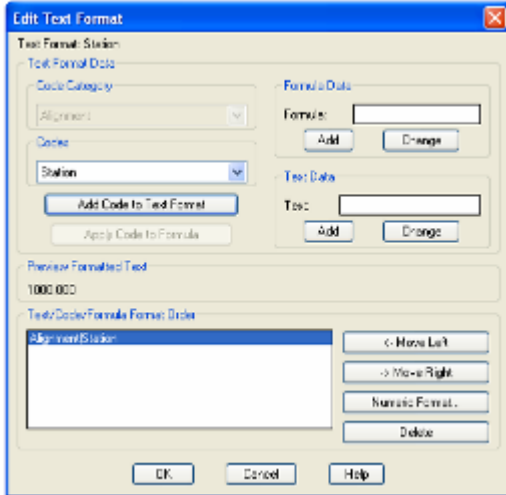 Edit Text Format
Text Format: Station
Text Format Data
Code Category
Alignment
Codes
Station
Add Code to Text Format
Apply Code to Formula
Formula Data
Formula:
Add Change
Text Data
Text:
Add Change
Preview Formatted Text
1000.000
Text/Code/Formula Format Order
Alignment|Station
<- Move Left
-> Move Right
Numeric Format..
Delete
OK Cancel Help